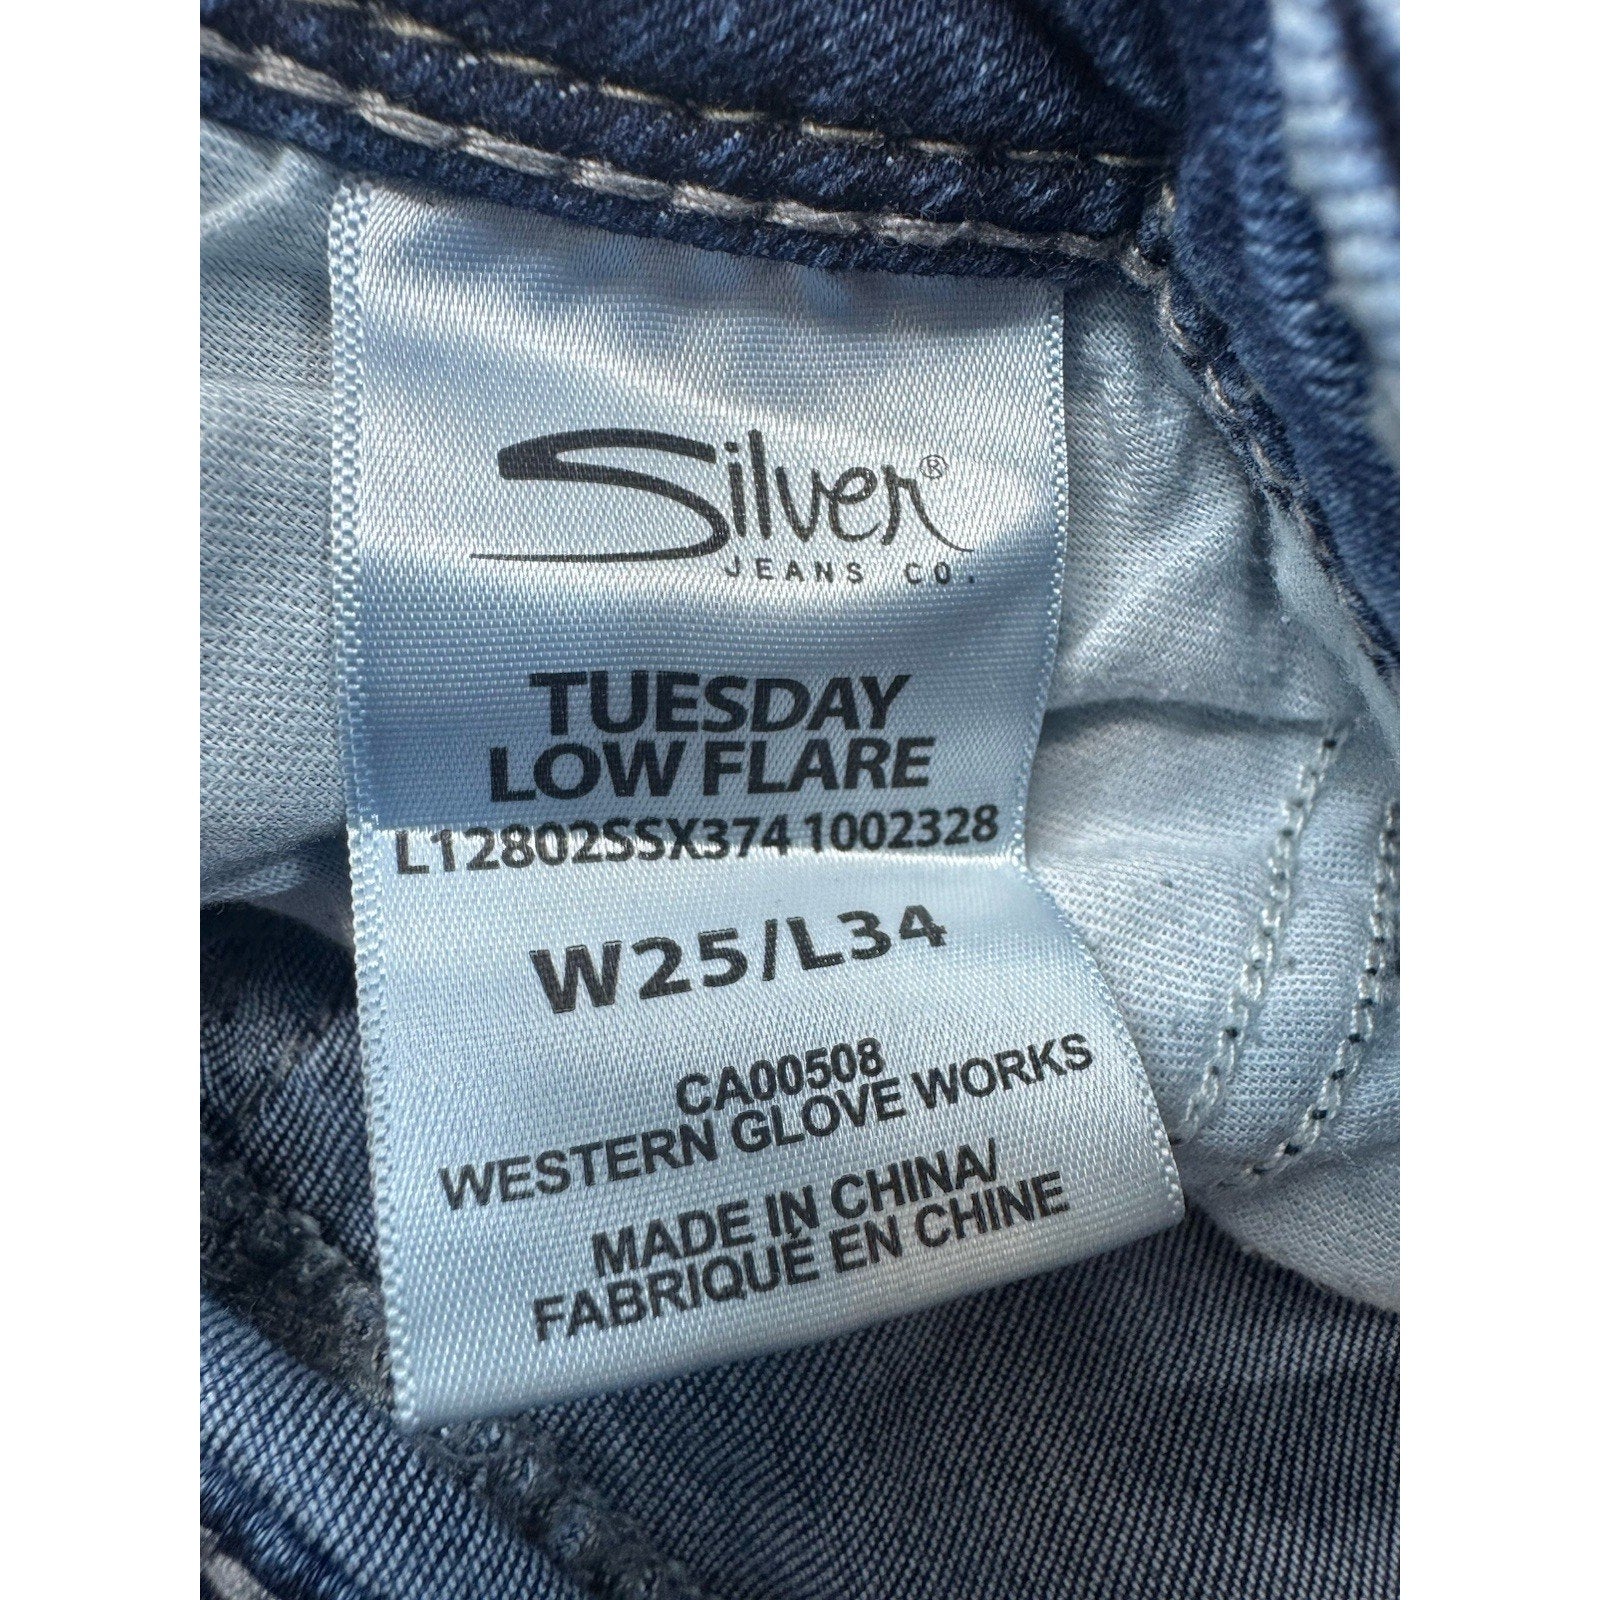 Silver®
JEANS CO.
TUESDAY
LOW FLARE
L12802SSX374 1002328
W25/L34
CA00508
WESTERN GLOVE WORKS
MADE IN CHINA/
FABRIQUÉ EN CHINE